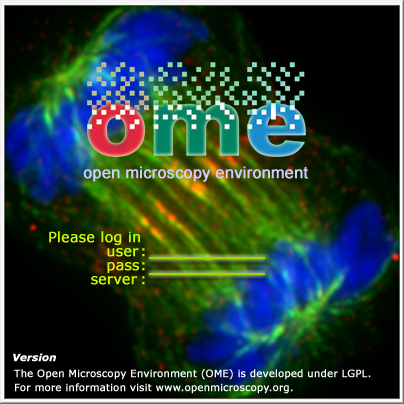 ome
open microscopy environment
Please log in
user:
pass:
server:
Version
The Open Microscopy Environment (OME) is developed under LGPL.
For more information visit www.openmicroscopy.org.